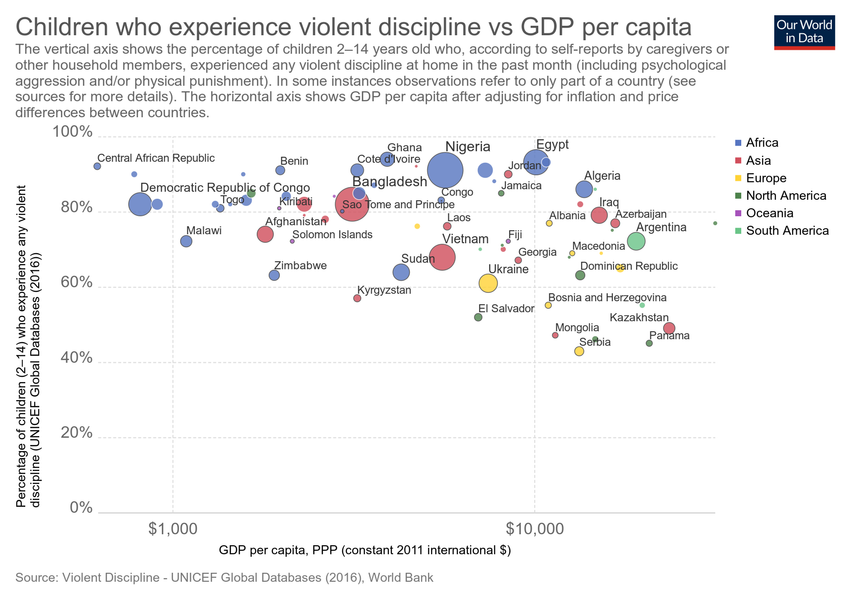 Children who experience violent discipline vs GDP per capita
Our World
in Data
The vertical axis shows the percentage of children 2–14 years old who, according to self-reports by caregivers or
other household members, experienced any violent discipline at home in the past month (including psychological
aggression and/or physical punishment). In some instances observations refer to only part of a country (see
sources for more details). The horizontal axis shows GDP per capita after adjusting for inflation and price
differences between countries.
Percentage of children (2–14) who experience any violent
discipline (UNICEF Global Databases (2016))
100%
80%
60%
40%
20%
0%
Central African Republic
Benin
Ghana
Cote d'Ivoire
Nigeria
Egypt
Jordan
Democratic Republic of Congo
Bangladesh
Togo
Kiribati
Sao Tome and Principe
Congo
Jamaica
Algeria
Malawi
Afghanistan
Solomon Islands
Laos
Vietnam
Fiji
Albania
Iraq
Azerbaijan
Argentina
Zimbabwe
Sudan
Georgia
Macedonia
Ukraine
Dominican Republic
Kyrgyzstan
El Salvador
Bosnia and Herzegovina
Kazakhstan
Mongolia
Serbia
Panama
$1,000
$10,000
GDP per capita, PPP (constant 2011 international $)
Africa
Asia
Europe
North America
Oceania
South America
Source: Violent Discipline - UNICEF Global Databases (2016), World Bank